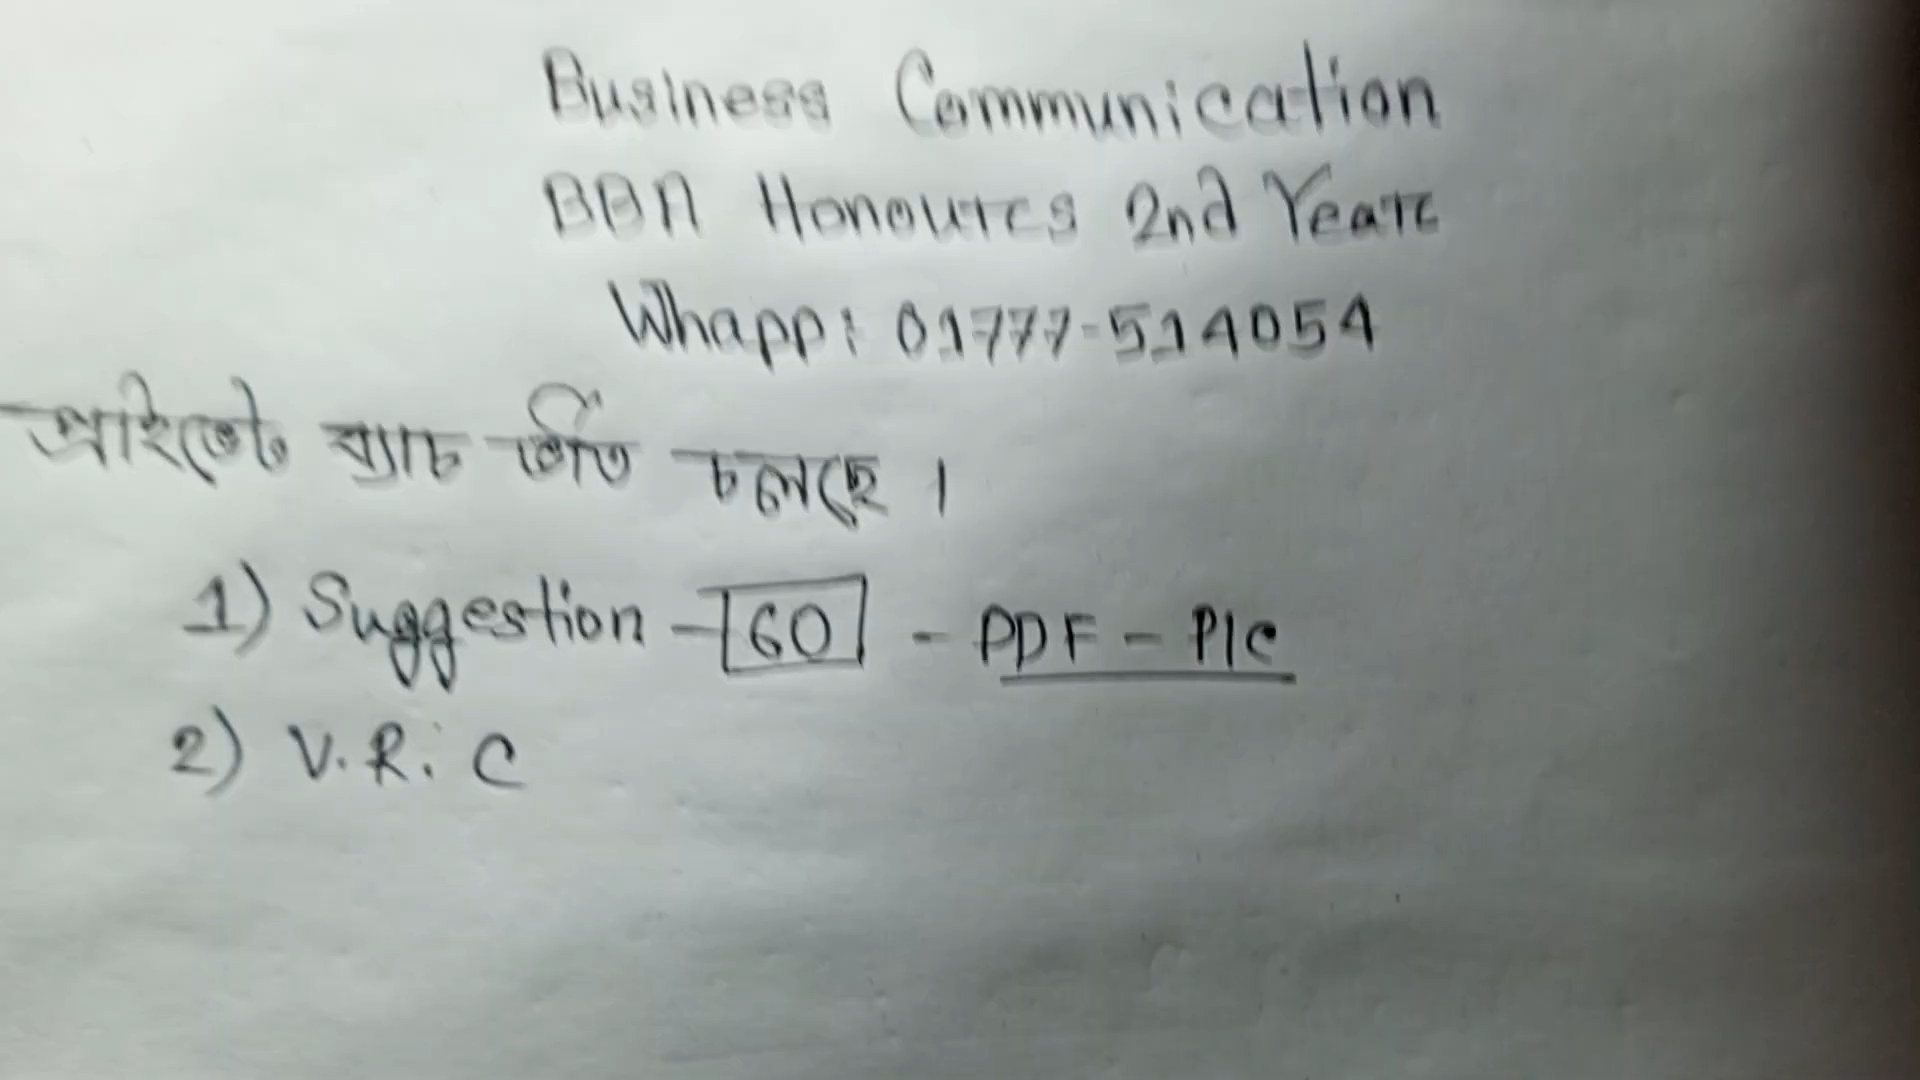 Business Communication
BBA Honours 2nd Year
Whapp: 01777-514054
প্রাইভেট ব্যাচ ভর্তি চলছে।
1) Suggestion - 60 - PDF - Pic
2) V.R.C